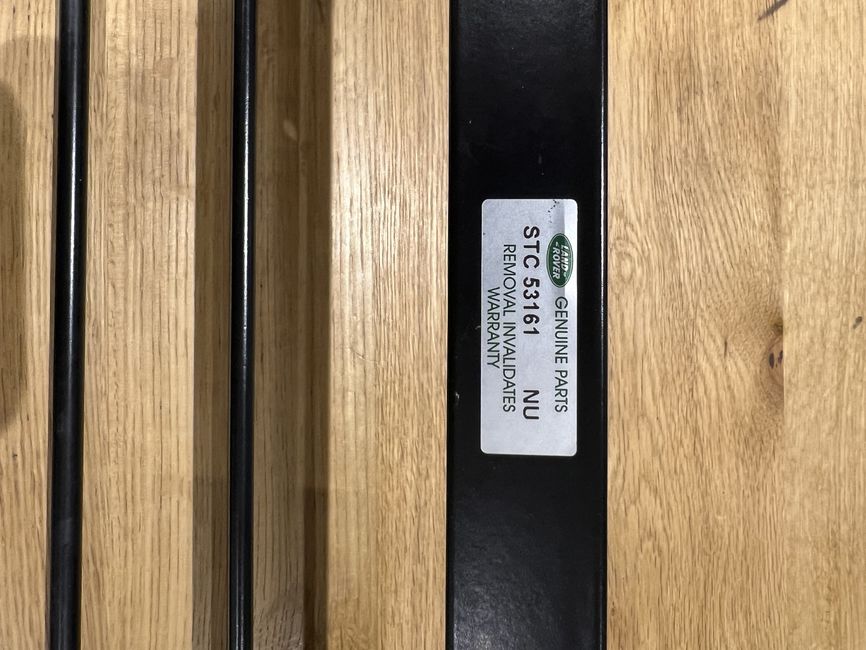 LAND-
-ROVER
GENUINE PARTS
STC 53161 NU
REMOVAL INVALIDATES
WARRANTY